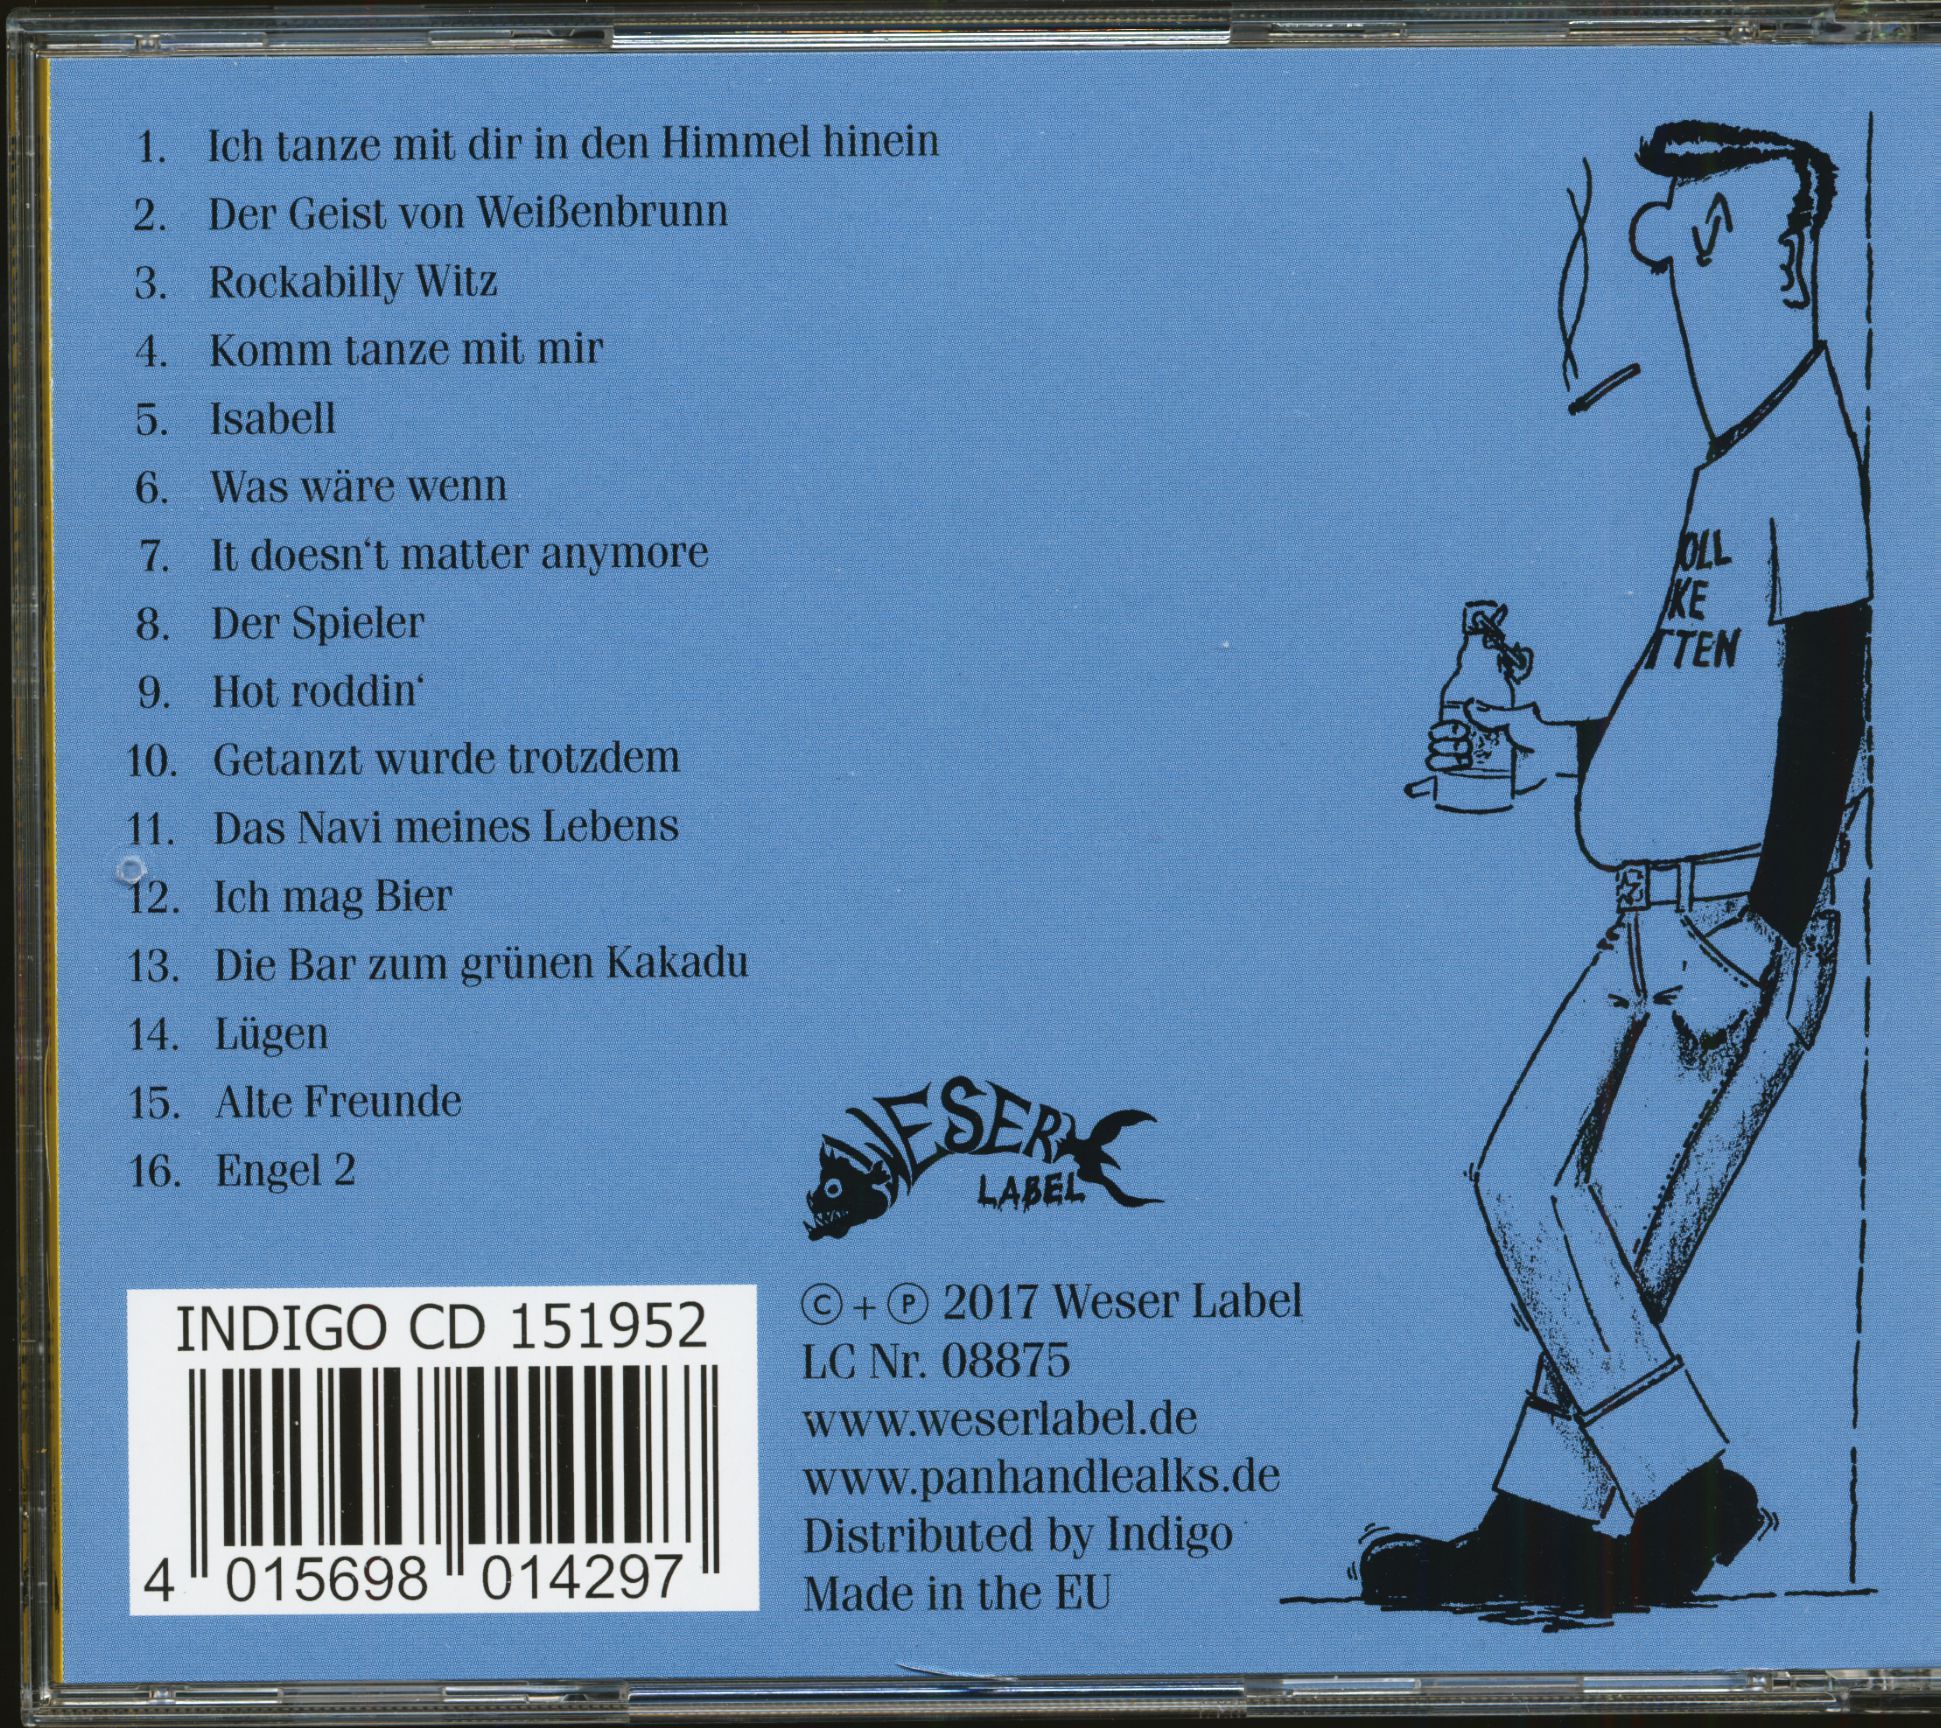 1. Ich tanze mit dir in den Himmel hinein
2. Der Geist von Weißenbrunn
3. Rockabilly Witz
4. Komm tanze mit mir
5. Isabell
6. Was wäre wenn
7. It doesn‘t matter anymore
8. Der Spieler
9. Hot roddin‘
10. Getanzt wurde trotzdem
11. Das Navi meines Lebens
12. Ich mag Bier
13. Die Bar zum grünen Kakadu
14. Lügen
15. Alte Freunde
16. Engel 2
OLL
KE
TTEN
WESER
LABEL
INDIGO CD 151952
4 015698 014297
© + ℗ 2017 Weser Label
LC Nr. 08875
www.weserlabel.de
www.panhandlealks.de
Distributed by Indigo
Made in the EU